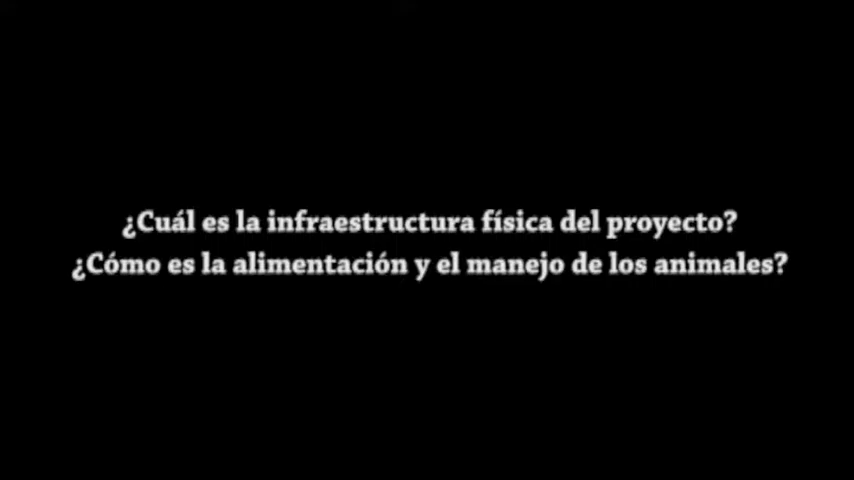 ¿Cuál es la infraestructura física del proyecto?
¿Cómo es la alimentación y el manejo de los animales?